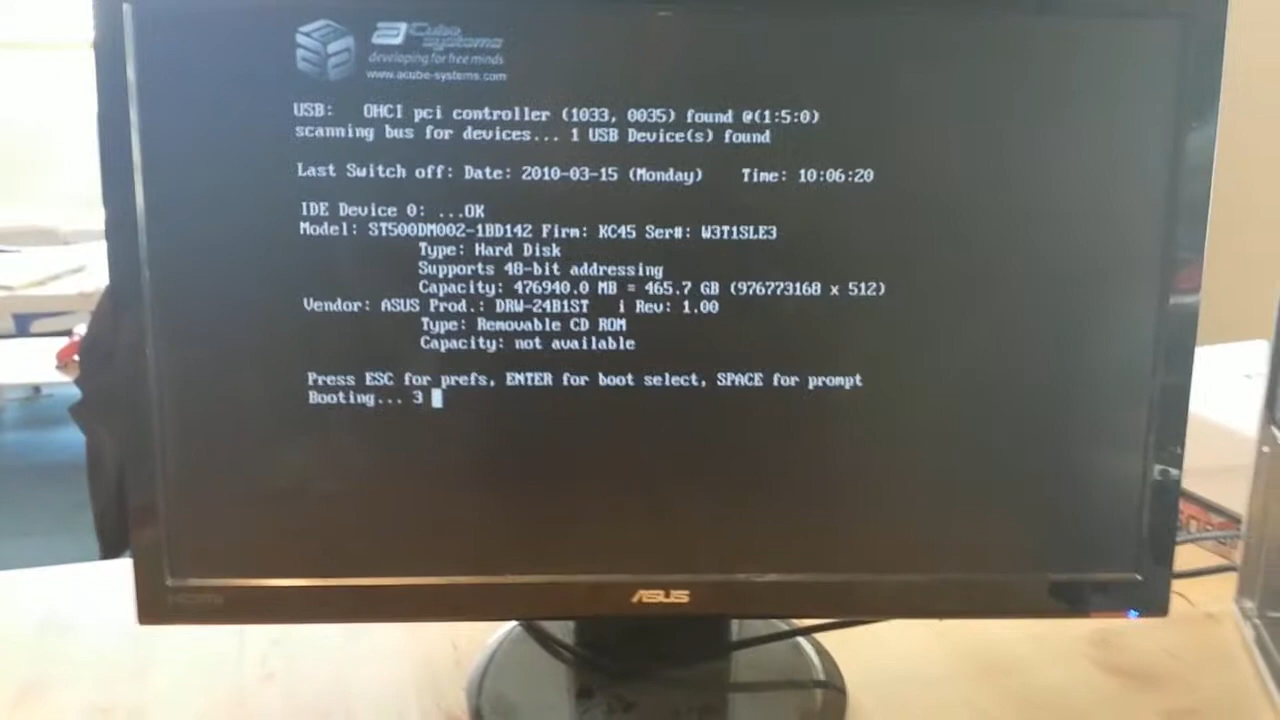 aCube
systems
developing for free minds
www.acube-systems.com
USB: OHCI pci controller (1033, 0035) found @(1:5:0)
scanning bus for devices... 1 USB Device(s) found
Last Switch off: Date: 2010-03-15 (Monday) Time: 10:06:20
IDE Device 0: ...OK
Model: ST500DM002-1BD142 Firm: KC45 Ser#: W3T1SLE3
Type: Hard Disk
Supports 48-bit addressing
Capacity: 476940.0 MB = 465.7 GB (976773168 x 512)
Vendor: ASUS Prod.: DRW-24B1ST i Rev: 1.00
Type: Removable CD ROM
Capacity: not available
Press ESC for prefs, ENTER for boot select, SPACE for prompt
Booting... 3
ASUS
HDMI